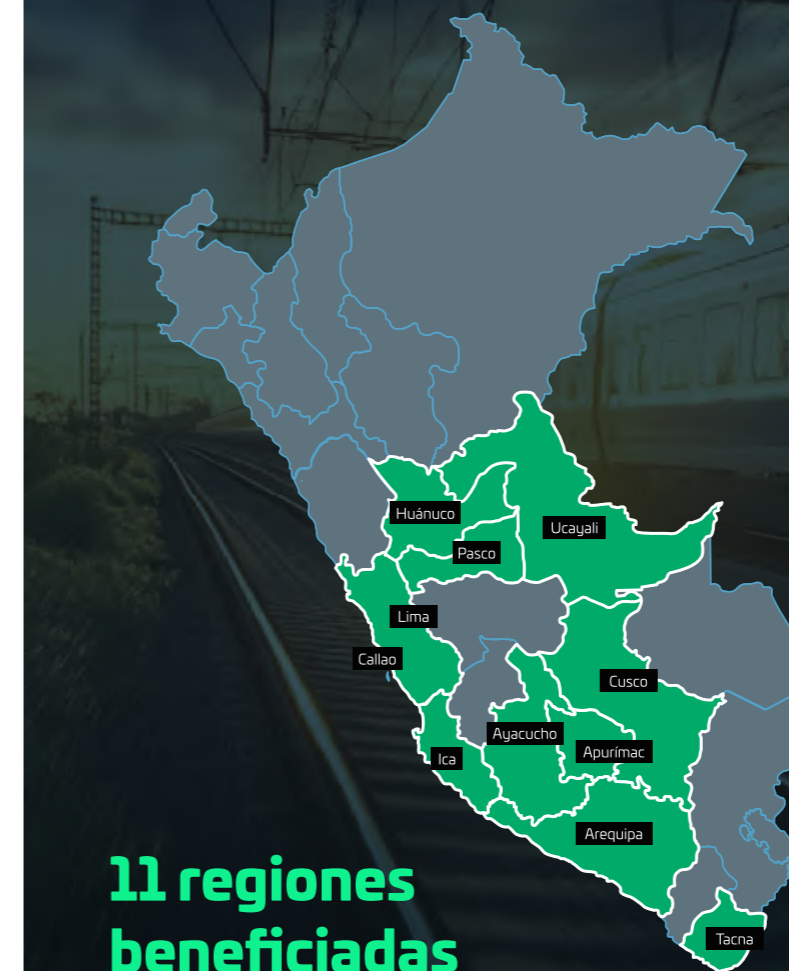 Huánuco
Ucayali
Pasco
Lima
Callao
Cusco
Ayacucho
Apurímac
Ica
Arequipa
11 regiones
beneficiadas
Tacna